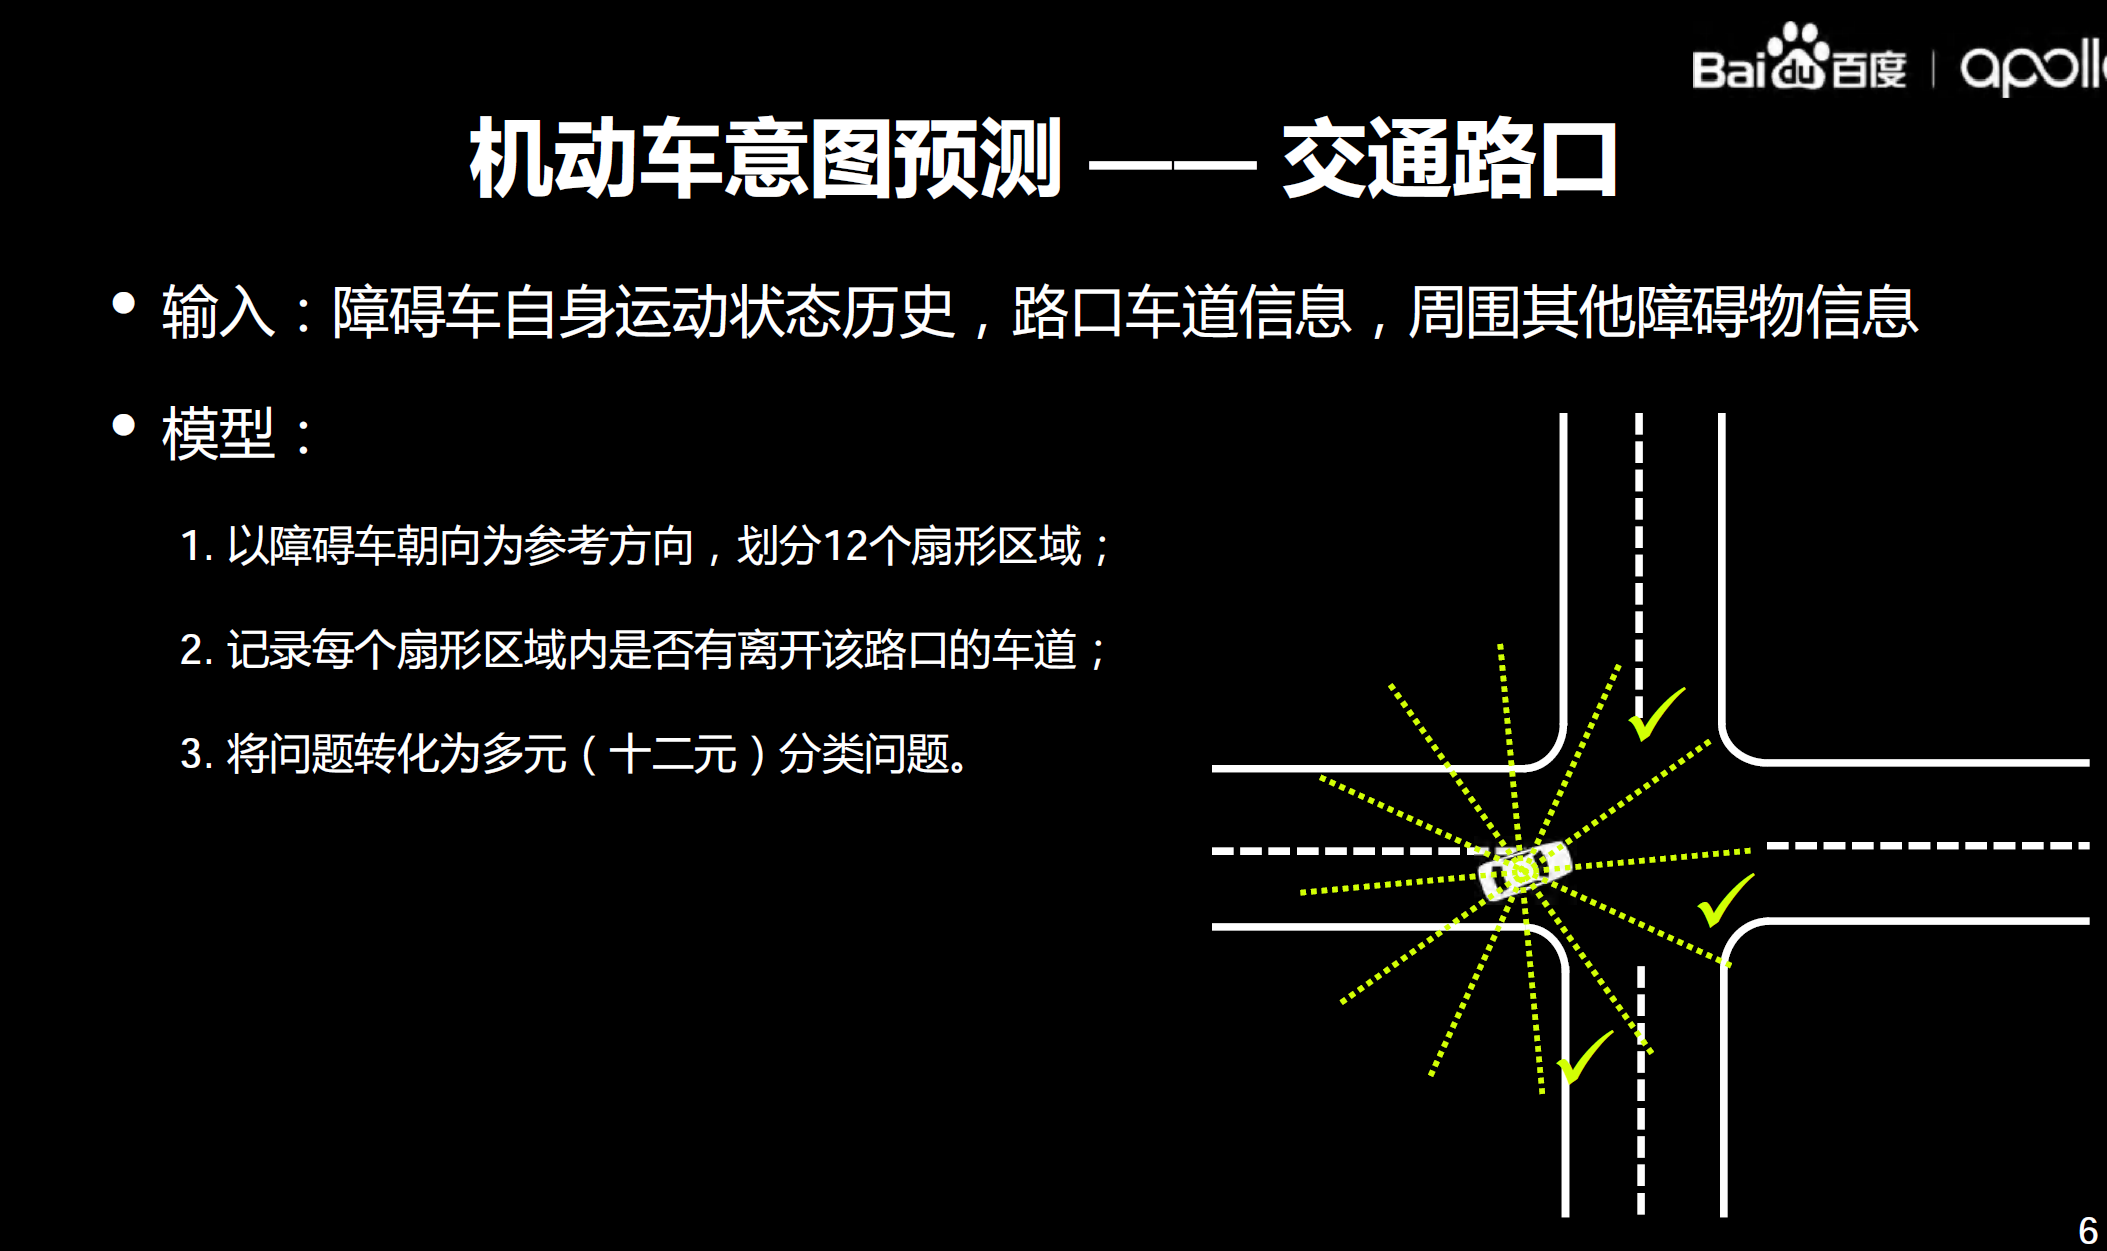 Bai du 百度 | apoll
机动车意图预测 —— 交通路口
• 输入：障碍车自身运动状态历史，路口车道信息，周围其他障碍物信息
• 模型：
1. 以障碍车朝向为参考方向，划分12个扇形区域；
2. 记录每个扇形区域内是否有离开该路口的车道；
3. 将问题转化为多元（十二元）分类问题。
6